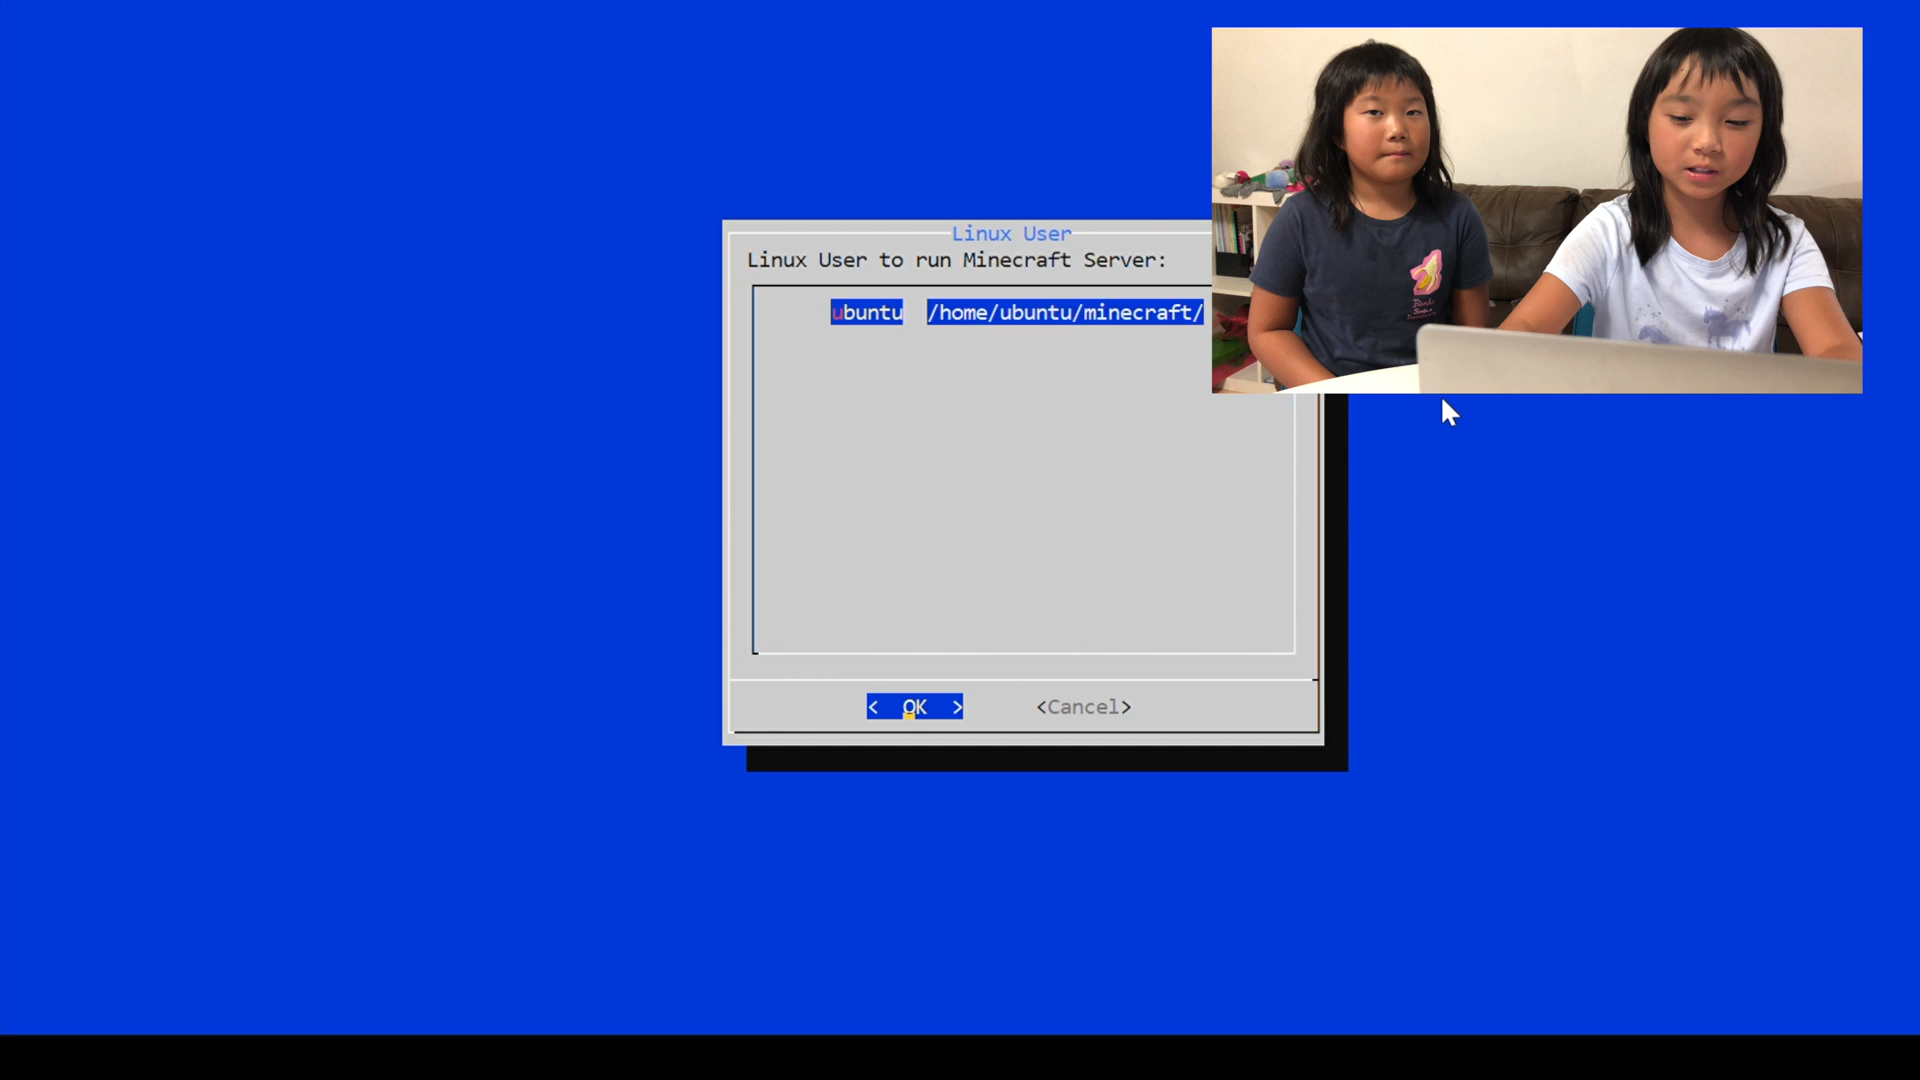 Linux User
Linux User to run Minecraft Server:
ubuntu /home/ubuntu/minecraft/
< OK > <Cancel>